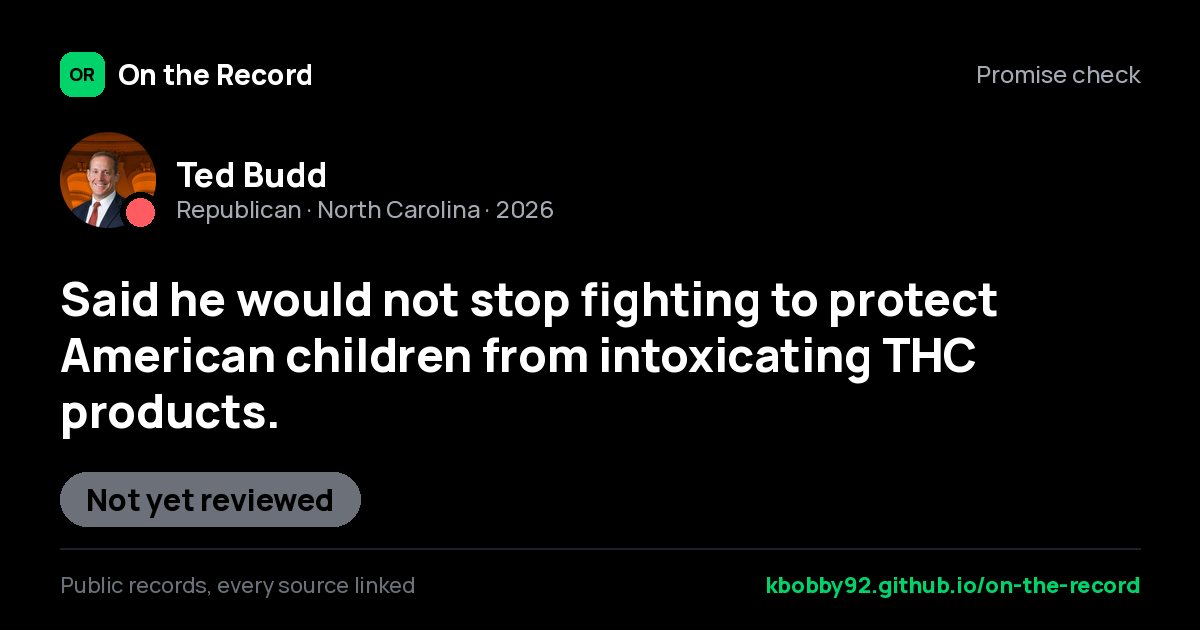 OR On the Record
Promise check
Ted Budd
Republican · North Carolina · 2026
Said he would not stop fighting to protect
American children from intoxicating THC
products.
Not yet reviewed
Public records, every source linked
kbobby92.github.io/on-the-record